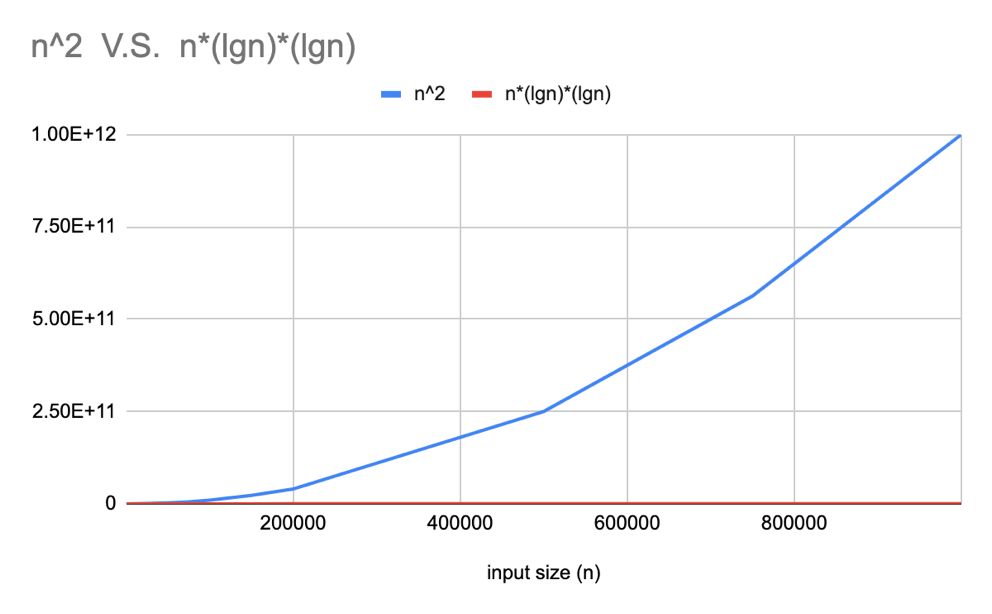 n^2 V.S. n*(lgn)*(lgn)
n^2 n*(lgn)*(lgn)
1.00E+12
7.50E+11
5.00E+11
2.50E+11
0
200000 400000 600000 800000
input size (n)